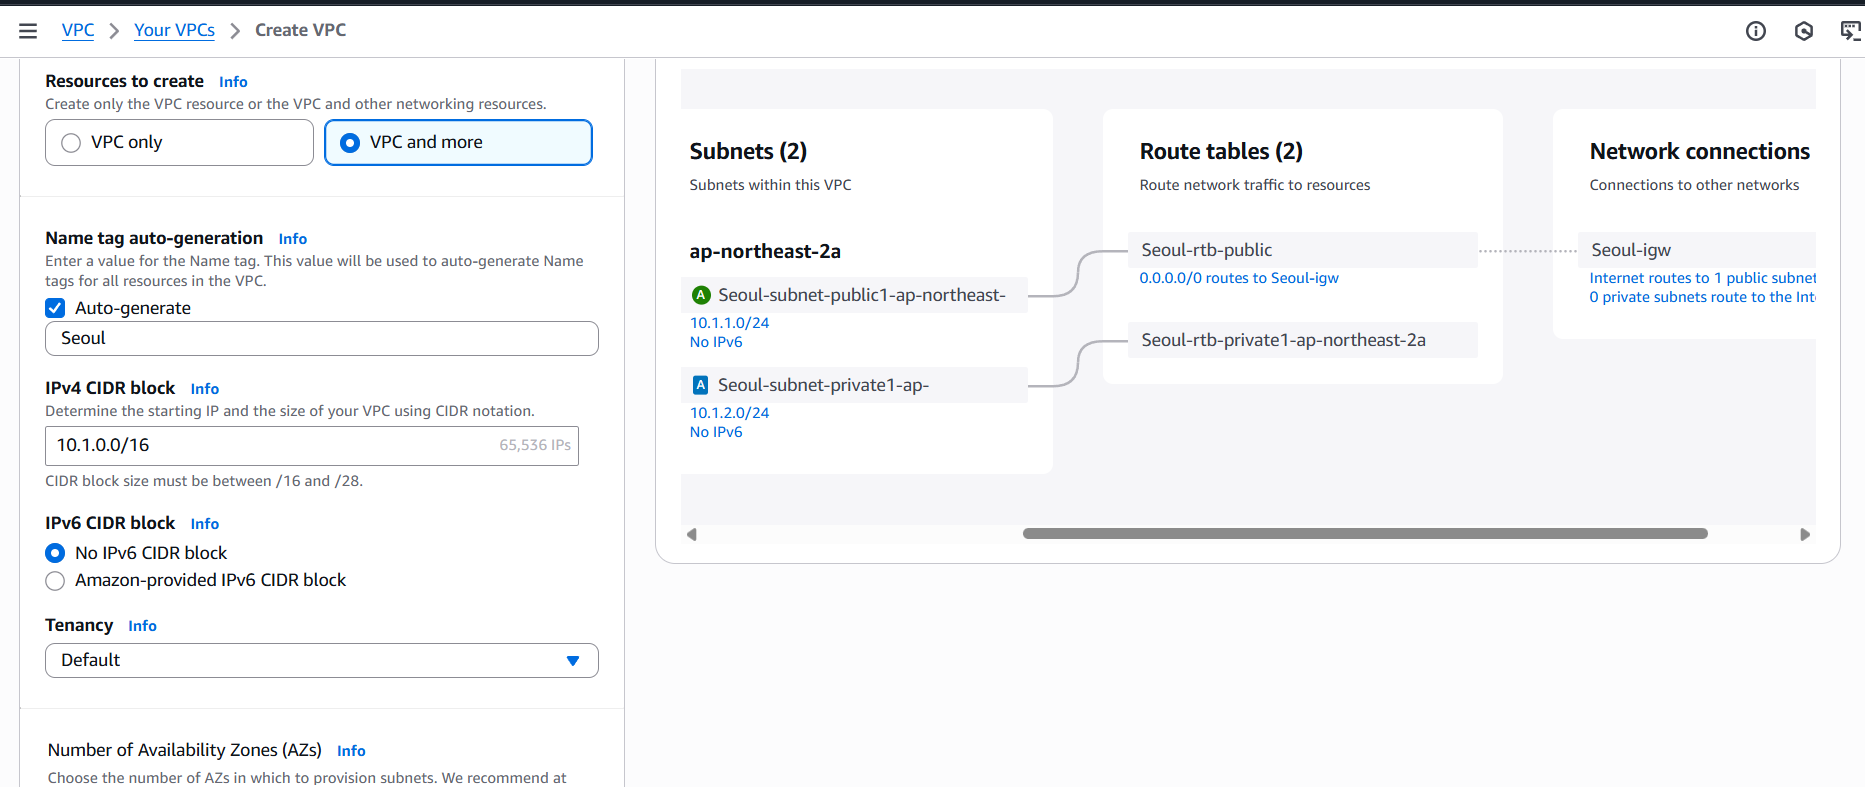 VPC > Your VPCs > Create VPC
Resources to create Info
Create only the VPC resource or the VPC and other networking resources.
VPC only
VPC and more
Name tag auto-generation Info
Enter a value for the Name tag. This value will be used to auto-generate Name
tags for all resources in the VPC.
Auto-generate
Seoul
IPv4 CIDR block Info
Determine the starting IP and the size of your VPC using CIDR notation.
10.1.0.0/16 65,536 IPs
CIDR block size must be between /16 and /28.
IPv6 CIDR block Info
No IPv6 CIDR block
Amazon-provided IPv6 CIDR block
Tenancy Info
Default
Number of Availability Zones (AZs) Info
Choose the number of AZs in which to provision subnets. We recommend at
Subnets (2)
Subnets within this VPC
ap-northeast-2a
A Seoul-subnet-public1-ap-northeast-
10.1.1.0/24
No IPv6
A Seoul-subnet-private1-ap-
10.1.2.0/24
No IPv6
Route tables (2)
Route network traffic to resources
Seoul-rtb-public
0.0.0.0/0 routes to Seoul-igw
Seoul-rtb-private1-ap-northeast-2a
Network connections
Connections to other networks
Seoul-igw
Internet routes to 1 public subnet
0 private subnets route to the